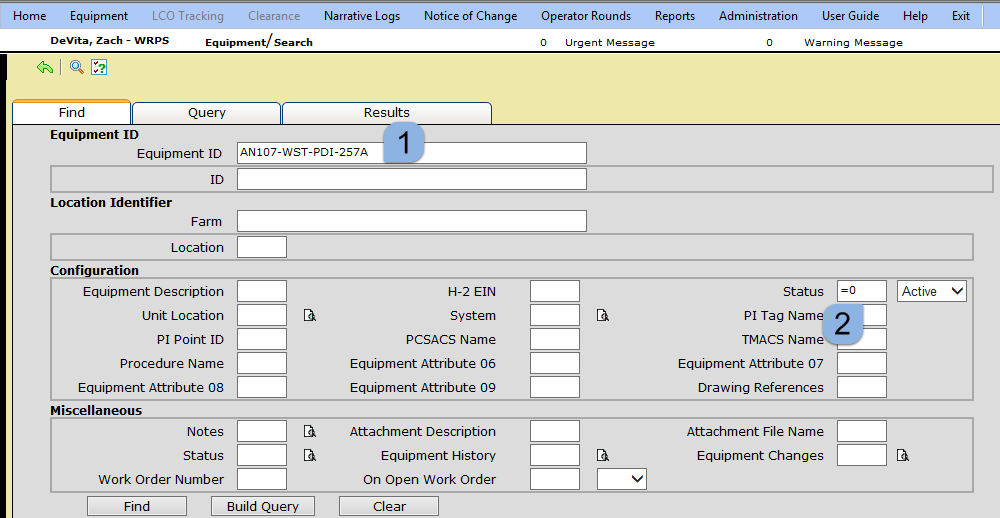 Home Equipment LCO Tracking Clearance Narrative Logs Notice of Change Operator Rounds Reports Administration User Guide Help Exit
DeVita, Zach - WRPS Equipment/Search 0 Urgent Message 0 Warning Message
Find Query Results
Equipment ID
1
Equipment ID AN107-WST-PDI-257A
ID
Location Identifier
Farm
Location
Configuration
Equipment Description H-2 EIN Status =0 Active
Unit Location System PI Tag Name
2
PI Point ID PCSACS Name TMACS Name
Procedure Name Equipment Attribute 06 Equipment Attribute 07
Equipment Attribute 08 Equipment Attribute 09 Drawing References
Miscellaneous
Notes Attachment Description Attachment File Name
Status Equipment History Equipment Changes
Work Order Number On Open Work Order
Find Build Query Clear